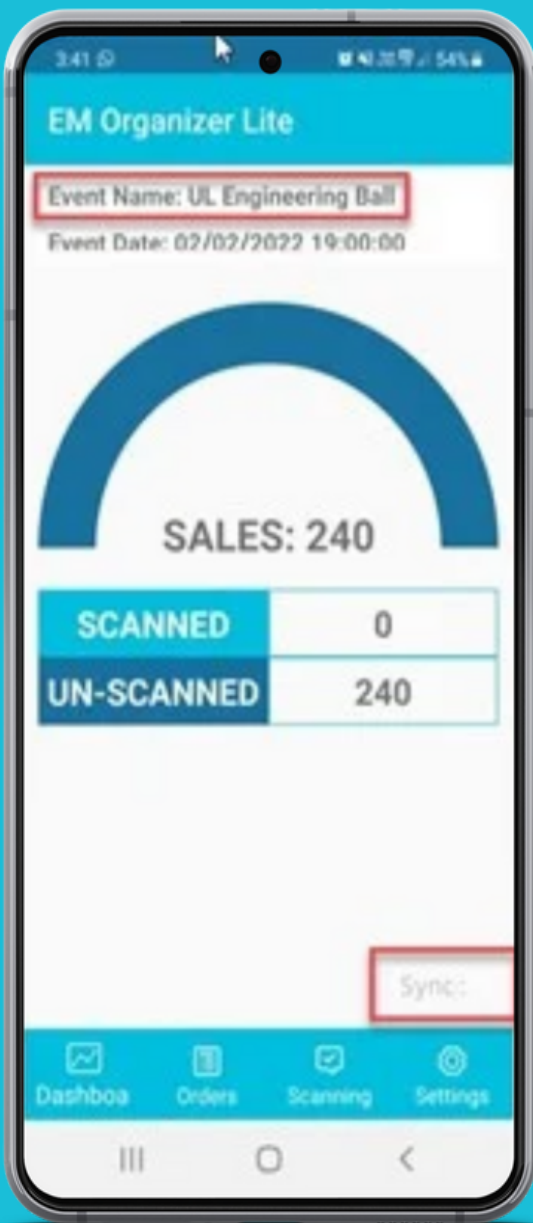 3:41 54%
EM Organizer Lite
Event Name: UL Engineering Ball
Event Date: 02/02/2022 19:00:00
SALES: 240
SCANNED 0
UN-SCANNED 240
Sync:
Dashboa Orders Scanning Settings